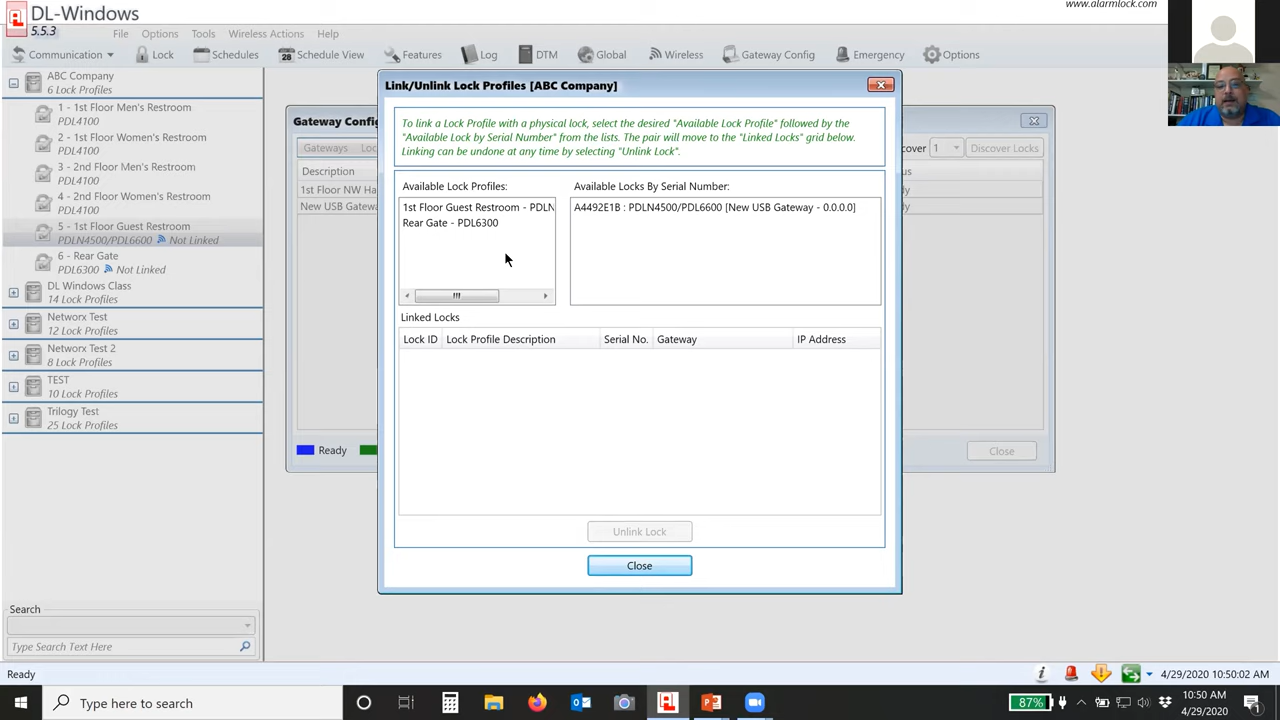 DL-Windows
5.5.3
www.alarmlock.com
File Options Tools Wireless Actions Help
Communication Lock Schedules 28 Schedule View Features Log DTM Global Wireless Gateway Config Emergency Options
ABC Company
6 Lock Profiles
1 - 1st Floor Men's Restroom
PDL4100
2 - 1st Floor Women's Restroom
PDL4100
3 - 2nd Floor Men's Restroom
PDL4100
4 - 2nd Floor Women's Restroom
PDL4100
5 - 1st Floor Guest Restroom
PDLN4500/PDL6600 Not Linked
6 - Rear Gate
PDL6300 Not Linked
DL Windows Class
14 Lock Profiles
Networx Test
12 Lock Profiles
Networx Test 2
8 Lock Profiles
TEST
10 Lock Profiles
Trilogy Test
25 Lock Profiles
Search
Type Search Text Here
Gateway Config
Gateways
1
Discover Locks
Description
1st Floor NW Ha
New USB Gateway
Ready
Close
Link/Unlink Lock Profiles [ABC Company]
To link a Lock Profile with a physical lock, select the desired "Available Lock Profile" followed by the
"Available Lock by Serial Number" from the lists. The pair will move to the "Linked Locks" grid below.
Linking can be undone at any time by selecting "Unlink Lock".
Available Lock Profiles:
1st Floor Guest Restroom - PDLN
Rear Gate - PDL6300
Available Locks By Serial Number:
A4492E1B : PDLN4500/PDL6600 [New USB Gateway - 0.0.0.0]
Linked Locks
Lock ID Lock Profile Description Serial No. Gateway IP Address
Unlink Lock
Close
Ready
4/29/2020 10:50:02 AM
Type here to search
87%
10:50 AM
4/29/2020
1